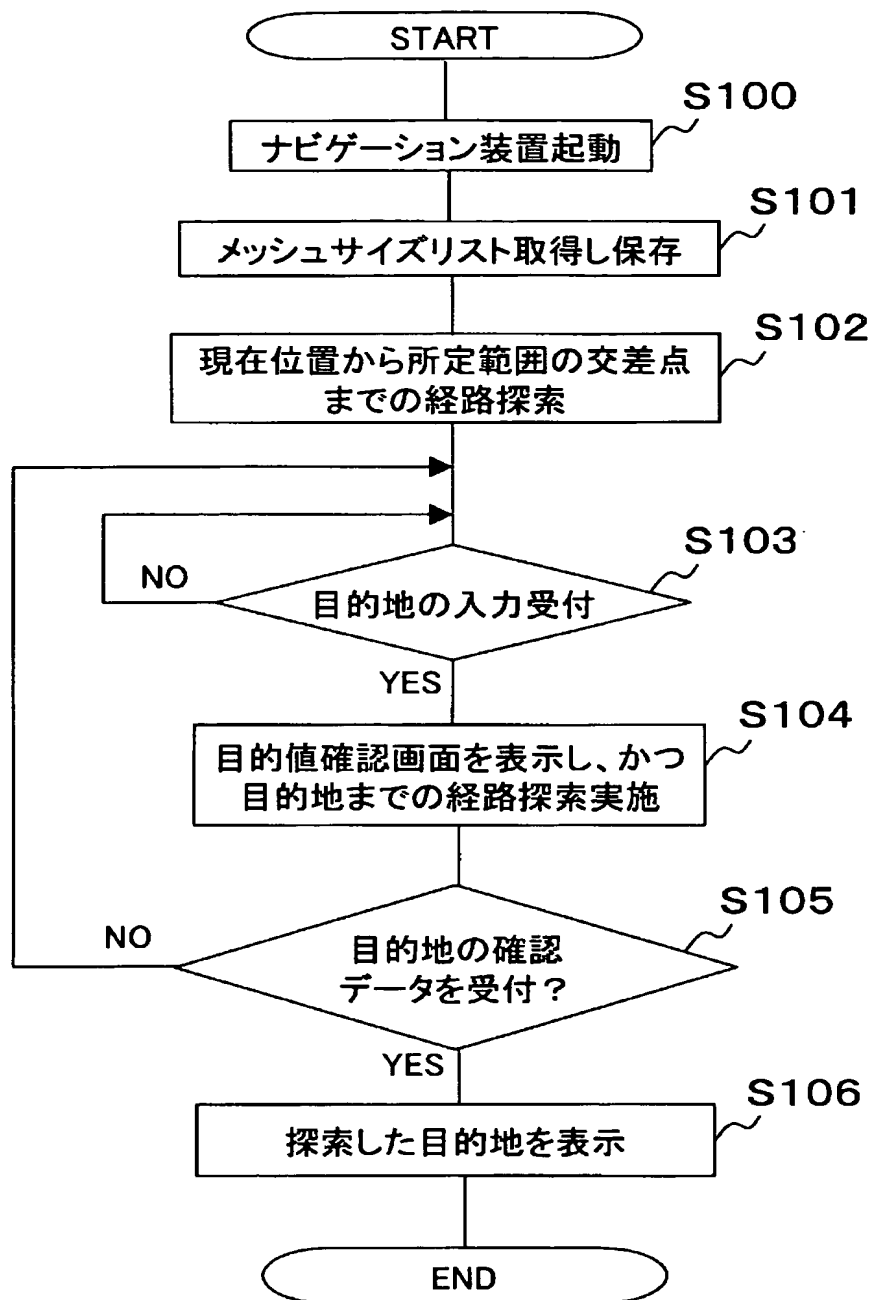 START
S100
ナビゲーション装置起動
S101
メッシュサイズリスト取得し保存
S102
現在位置から所定範囲の交差点
までの経路探索
S103
NO
目的地の入力受付
YES
S104
目的値確認画面を表示し、かつ
目的地までの経路探索実施
S105
NO
目的地の確認
データを受付？
YES
S106
探索した目的地を表示
END